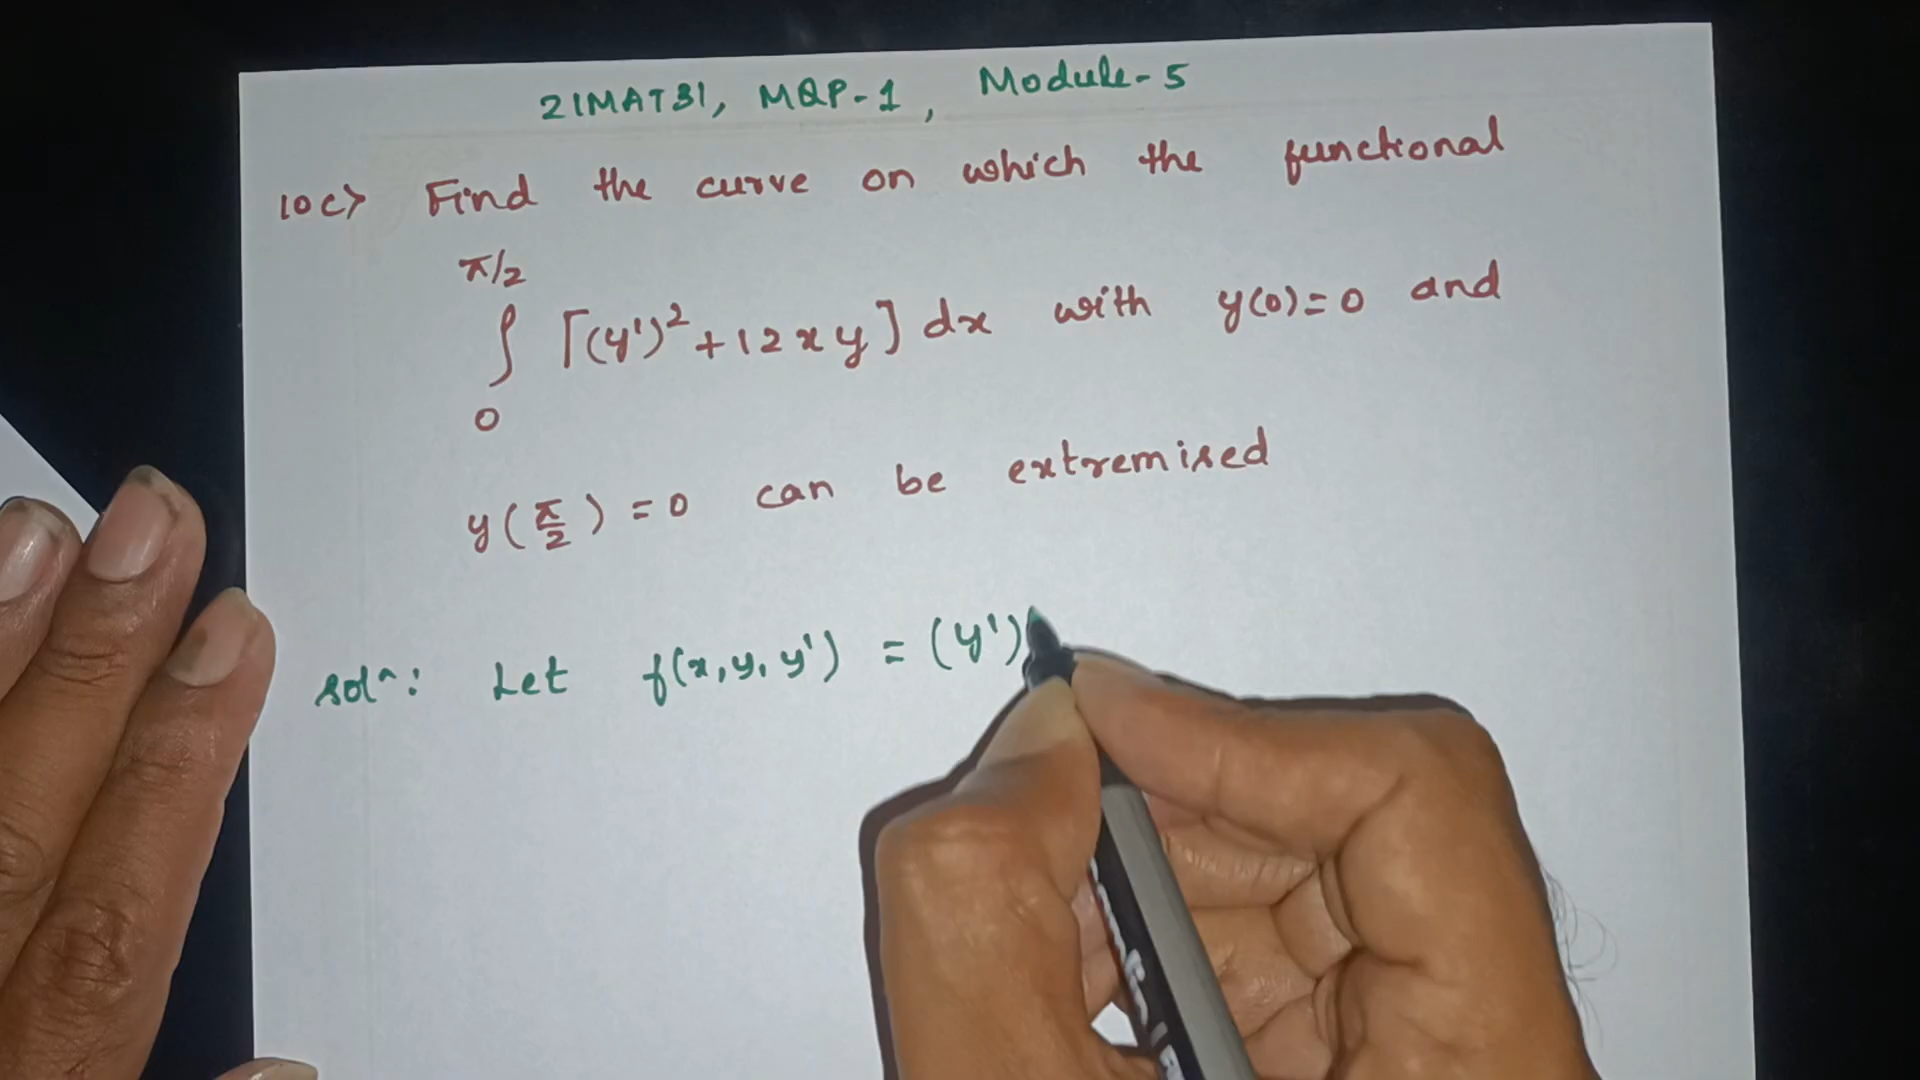 21MAT31, MQP-1, Module-5
10c> Find the curve on which the functional
π/2
∫ [(y')² + 12xy] dx with y(0)=0 and
0
y(π/2) = 0 can be extremised
solⁿ: Let f(x, y, y') = (y')